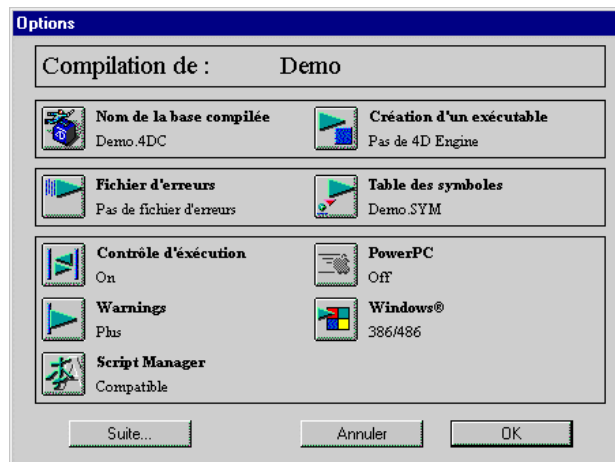 Options
Compilation de : Demo
Nom de la base compilée
Demo.4DC
Création d'un exécutable
Pas de 4D Engine
Fichier d'erreurs
Pas de fichier d'erreurs
Table des symboles
Demo.SYM
Contrôle d'éxécution
On
PowerPC
Off
Warnings
Plus
Windows®
386/486
Script Manager
Compatible
Suite...
Annuler
OK